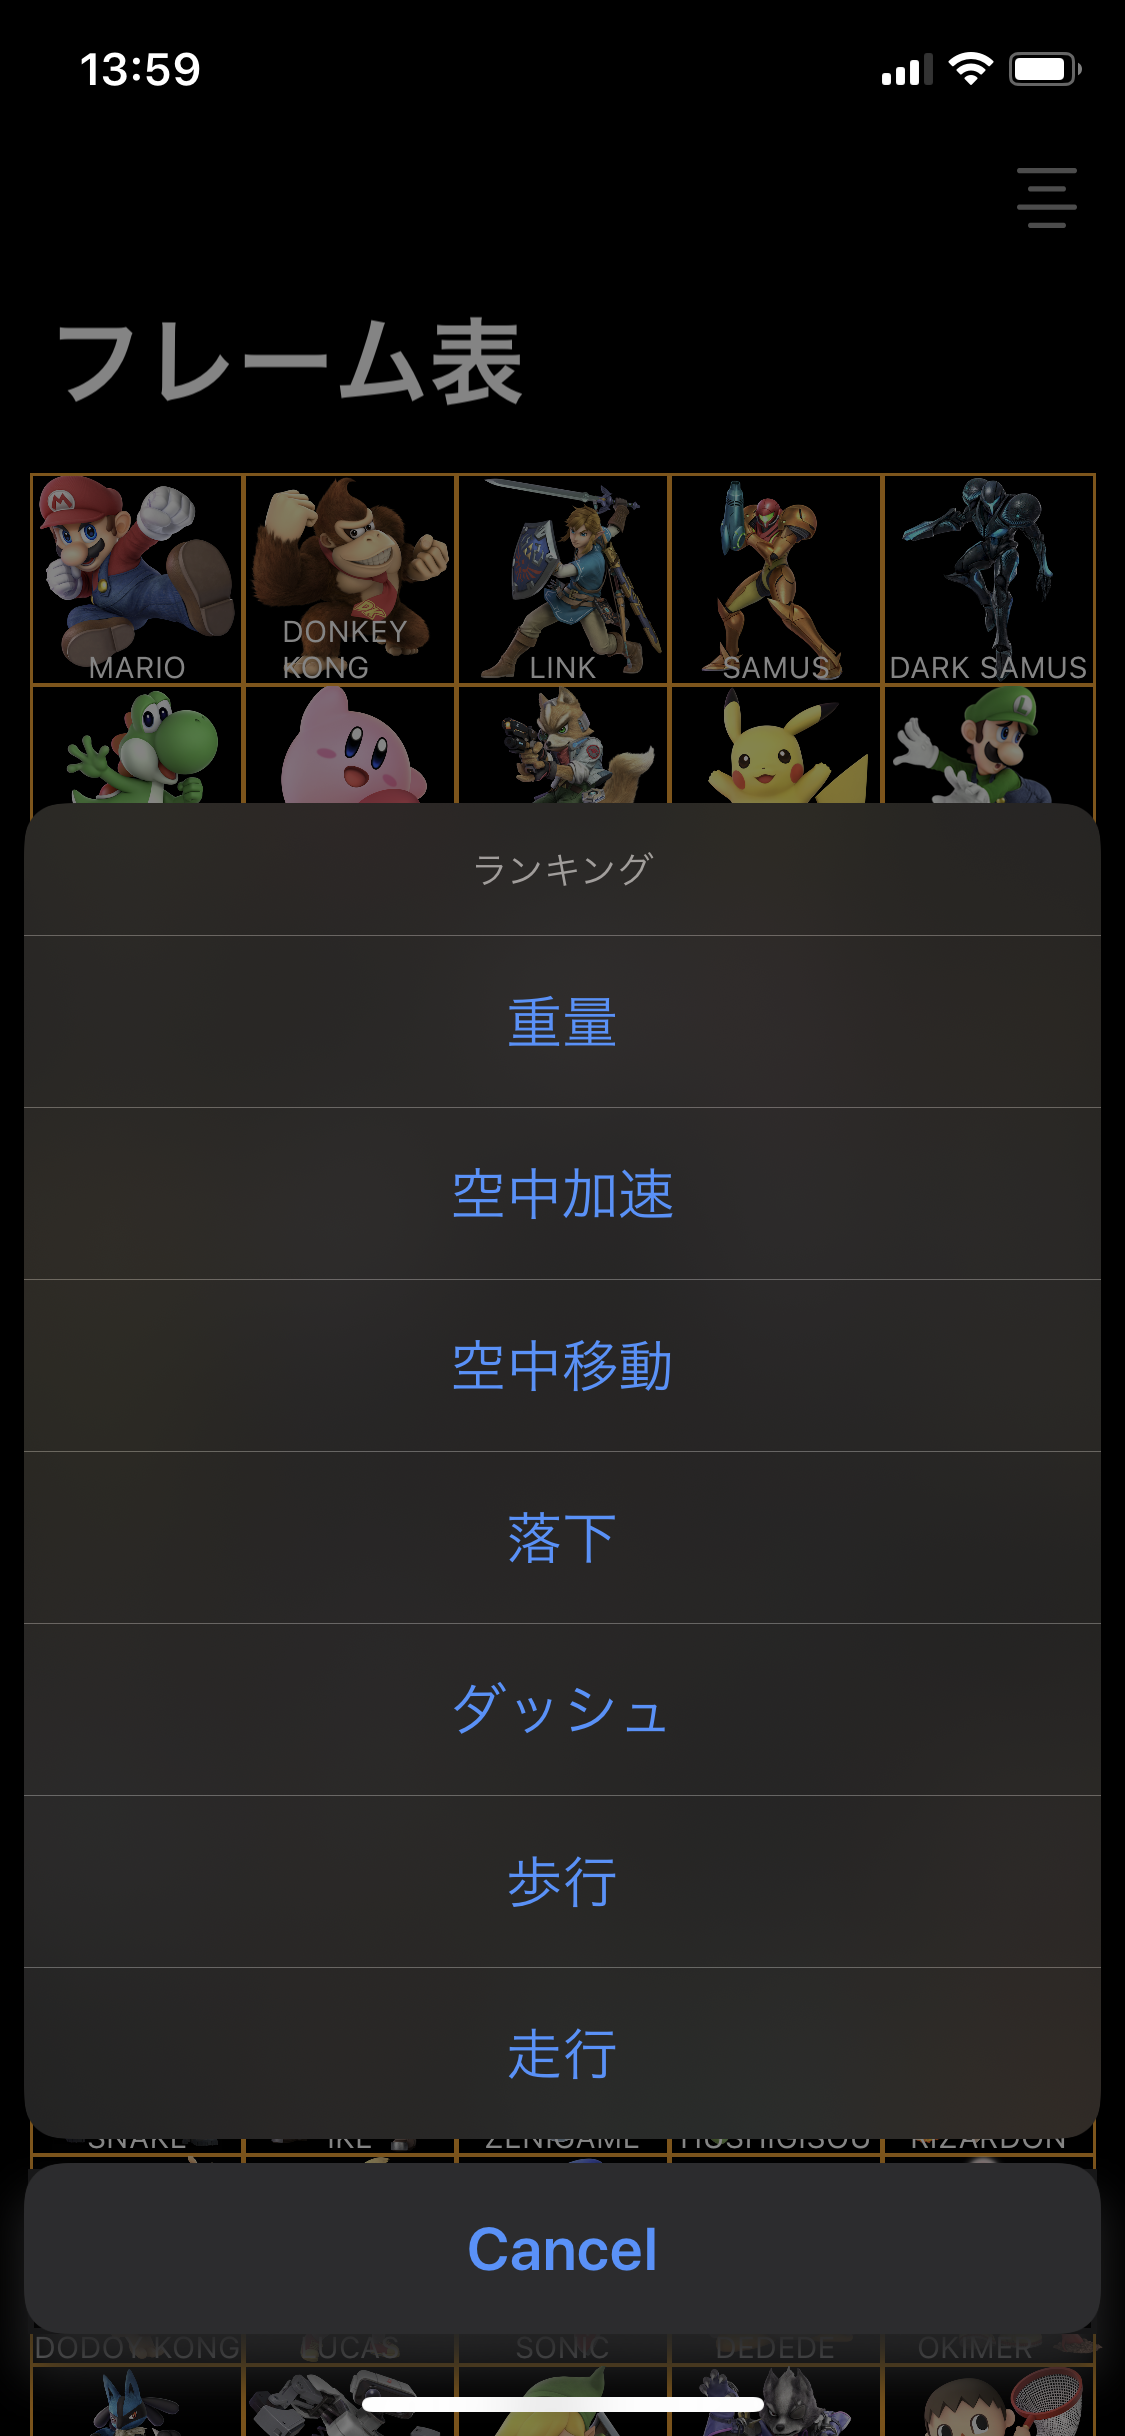 13:59
フレーム表
MARIO
DONKEY
KONG
LINK
SAMUS
DARK SAMUS
ランキング
重量
空中加速
空中移動
落下
ダッシュ
歩行
走行
SNAKE
IKE
ZENIGAME
HUSHIGISOU
RIZARDON
Cancel
DODOY KONG
LUCAS
SONIC
DEDEDE
OKIMER